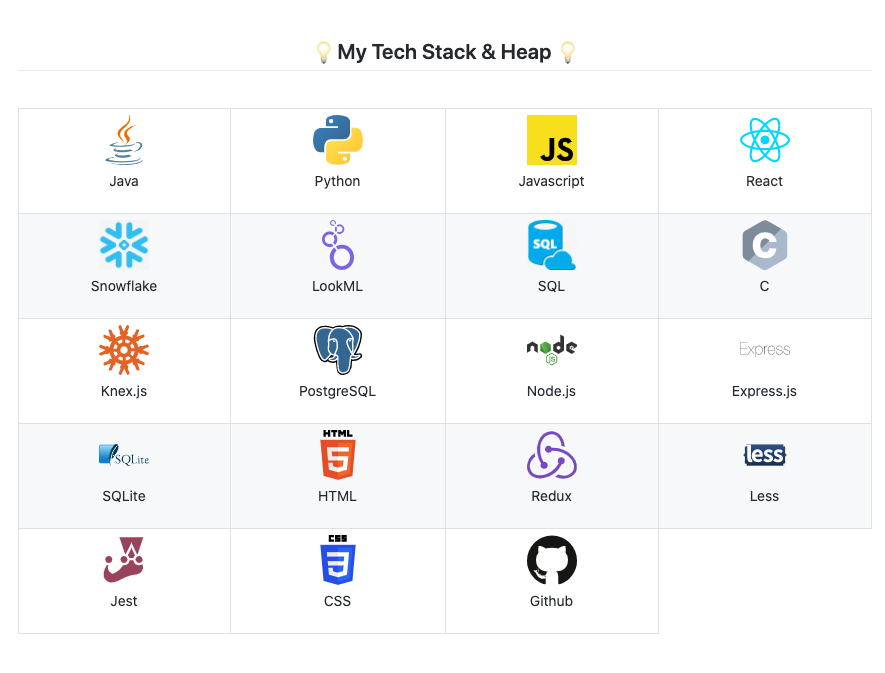 💡 My Tech Stack & Heap 💡
JS
Java
Python
Javascript
React
SQL
C
Snowflake
LookML
SQL
C
node
JS
Express
Knex.js
PostgreSQL
Node.js
Express.js
SQLite
HTML
5
less
SQLite
HTML
Redux
Less
CSS
3
Jest
CSS
Github